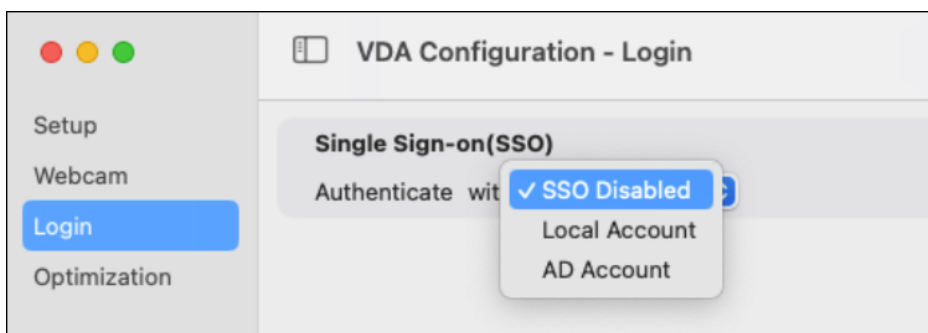 VDA Configuration - Login
Setup
Webcam
Login
Optimization
Single Sign-on(SSO)
Authenticate wit
✓ SSO Disabled
Local Account
AD Account